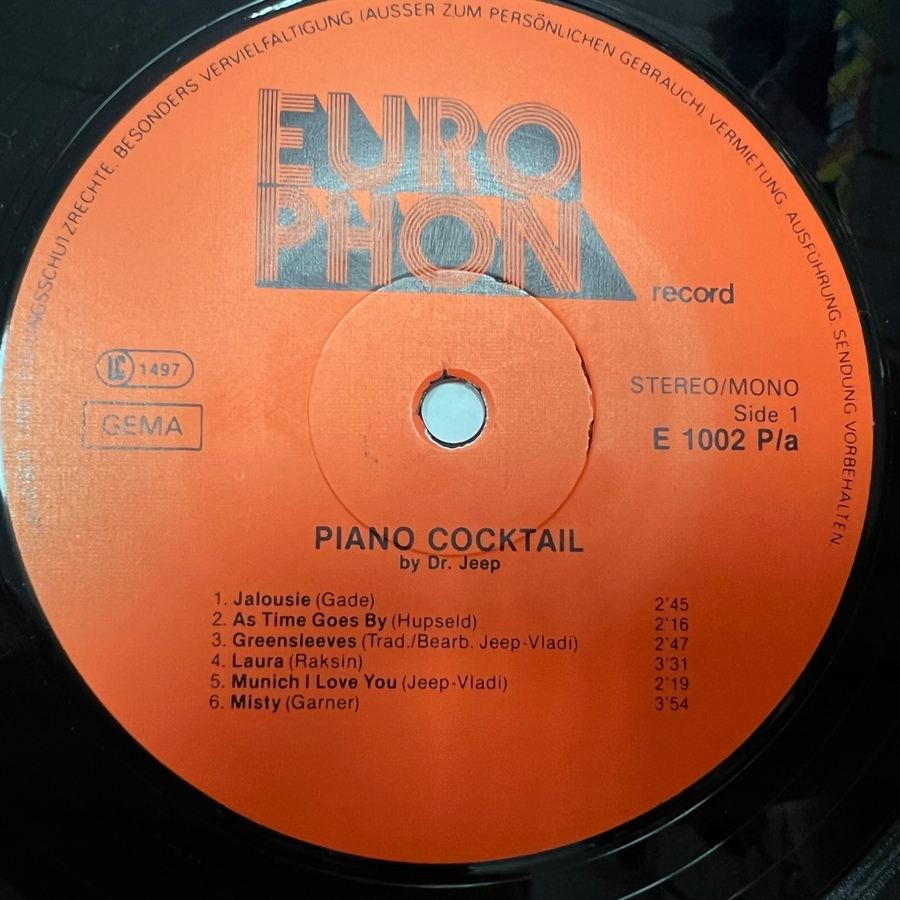 ZRECHTE. BESONDERS VERVIELFÄLTIGUNG (AUSSER ZUM PERSÖNLICHEN GEBRAUCH), VERMIETUNG, AUFFÜHRUNG, SENDUNG VORBEHALTEN.
EURO
PHON
record
LC 1497
GEMA
STEREO/MONO
Side 1
E 1002 P/a
PIANO COCKTAIL
by Dr. Jeep
1. Jalousie (Gade) 2'45
2. As Time Goes By (Hupseld) 2'16
3. Greensleeves (Trad./Bearb. Jeep-Vladi) 2'47
4. Laura (Raksin) 3'31
5. Munich I Love You (Jeep-Vladi) 2'19
6. Misty (Garner) 3'54